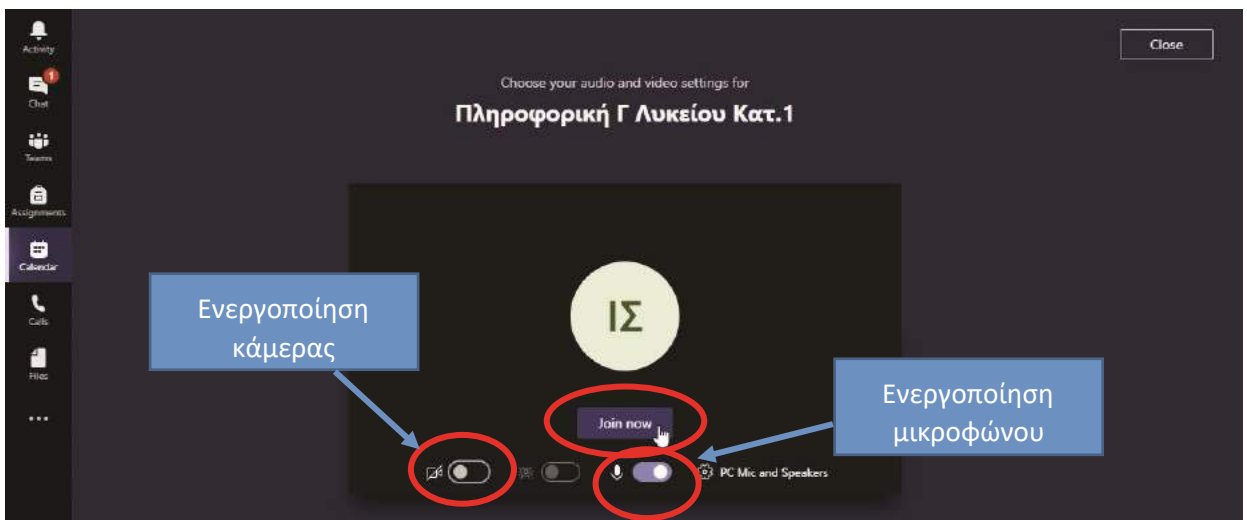 Activity
Close
1
Chat
Choose your audio and video settings for
Πληροφορική Γ Λυκείου Κατ.1
Teams
Assignments
Calendar
Ενεργοποίηση
κάμερας
ΙΣ
Calls
Files
Ενεργοποίηση
μικροφώνου
Join now
PC Mic and Speakers